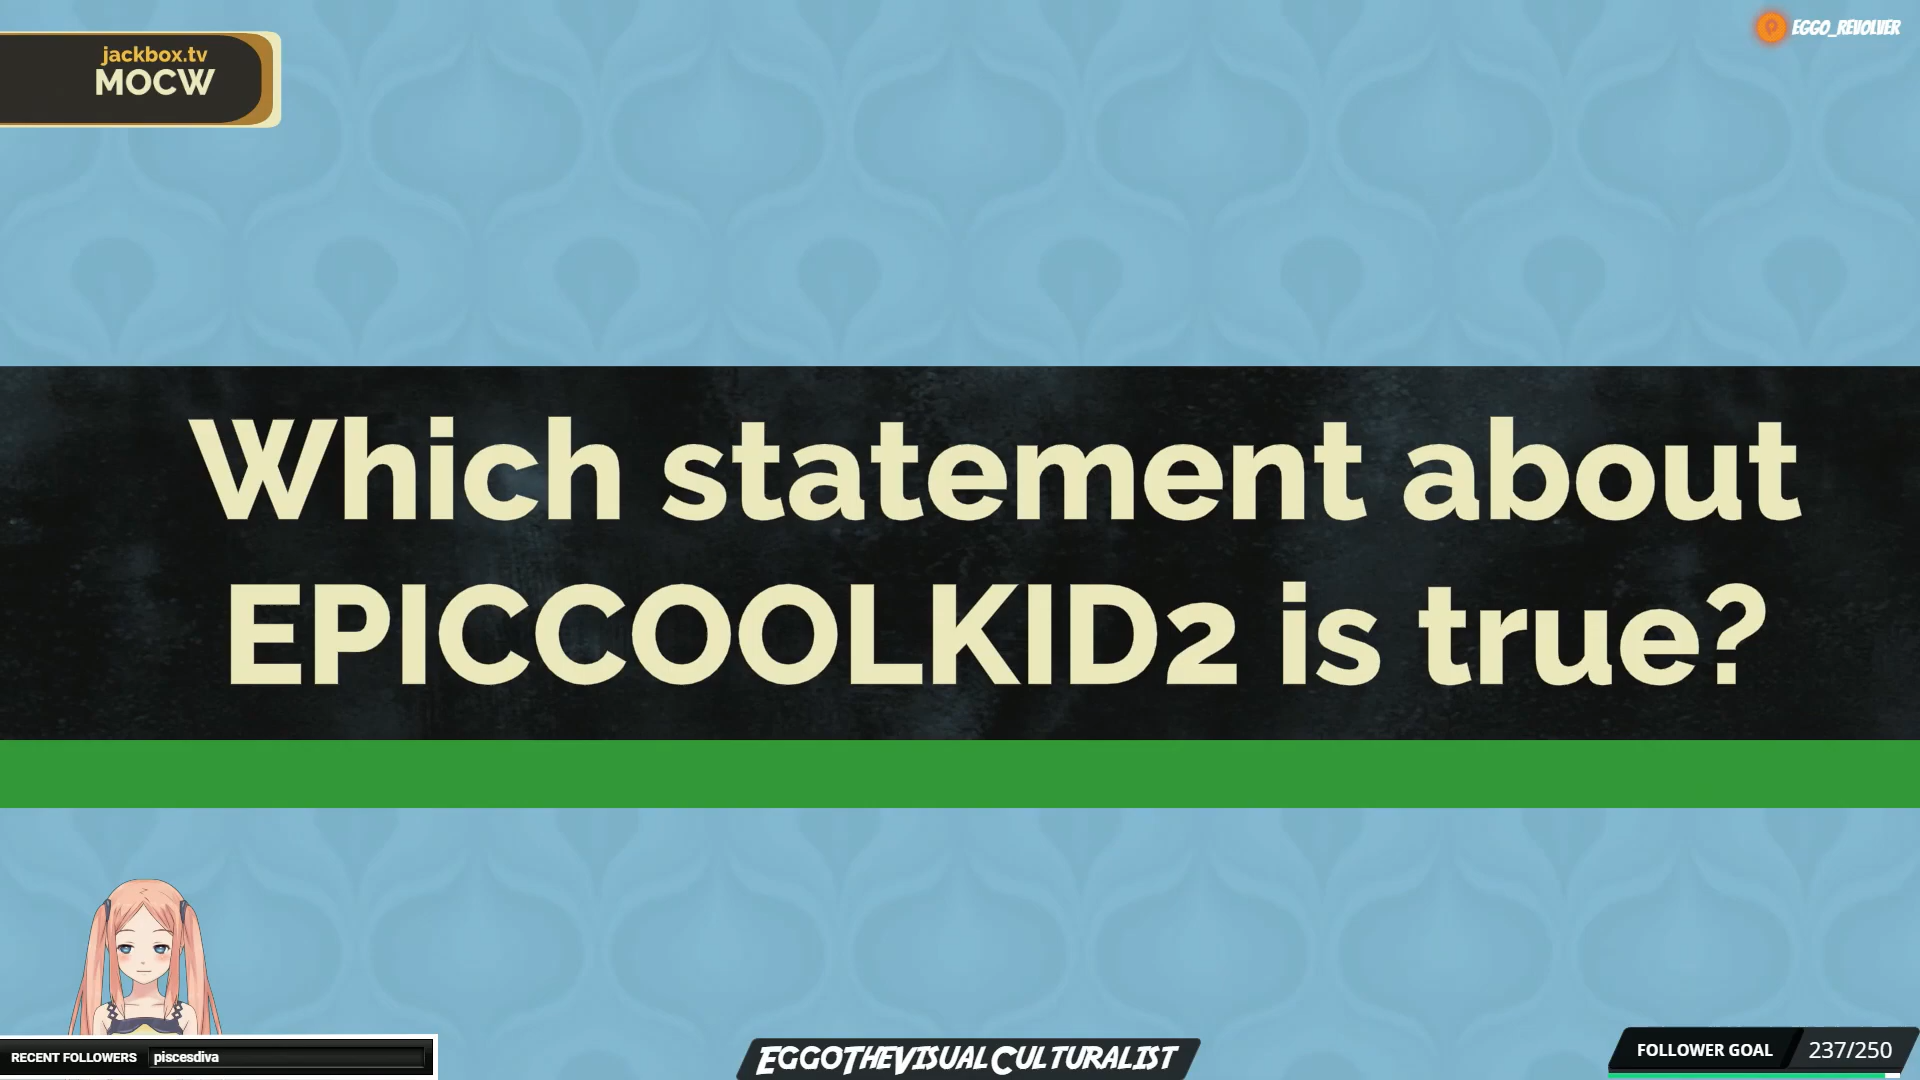 jackbox.tv
MOCW
EGGO_REVOLVER
Which statement about
EPICCOOLKID2 is true?
RECENT FOLLOWERS piscesdiva
EGGOTHEVISUALCULTURALIST
FOLLOWER GOAL 237/250